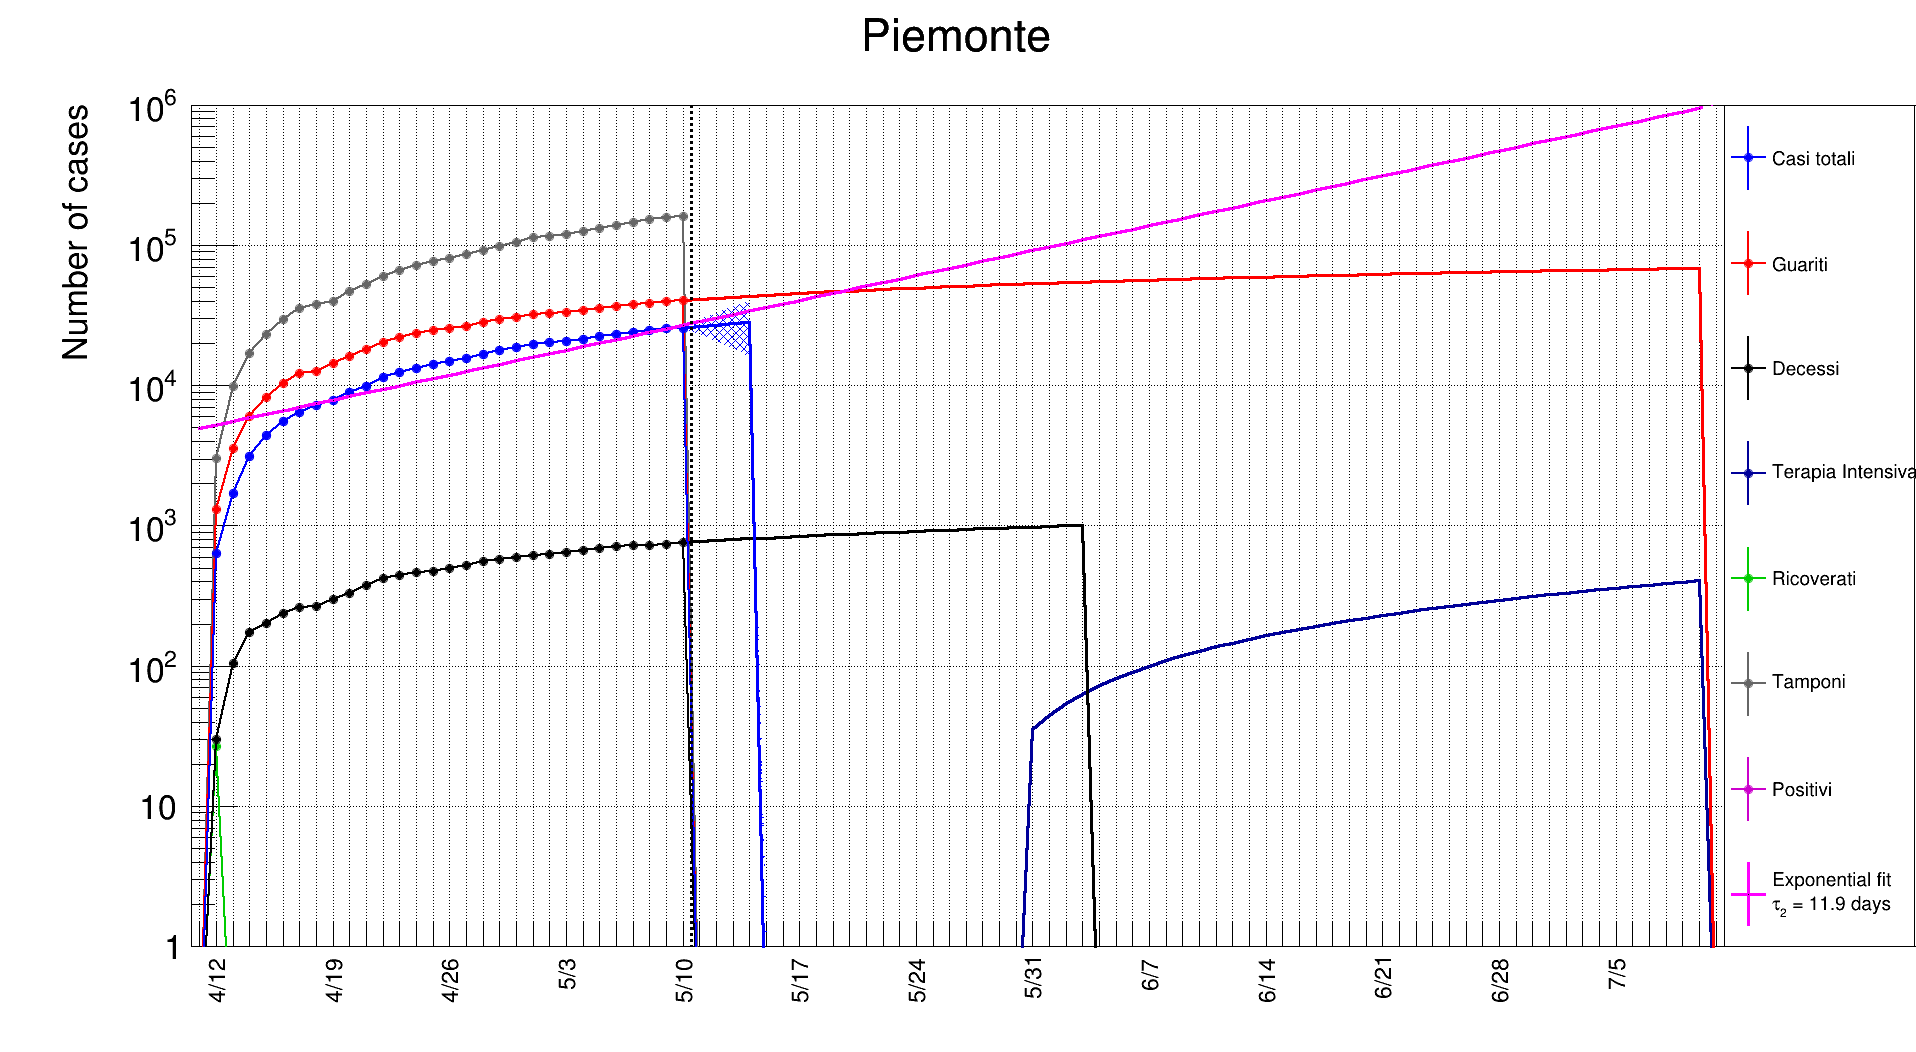 Piemonte
Number of cases
10^6
10^5
10^4
10^3
10^2
10
1
4/12 4/19 4/26 5/3 5/10 5/17 5/24 5/31 6/7 6/14 6/21 6/28 7/5
Casi totali
Guariti
Decessi
Terapia Intensiva
Ricoverati
Tamponi
Positivi
Exponential fit
τ₂ = 11.9 days